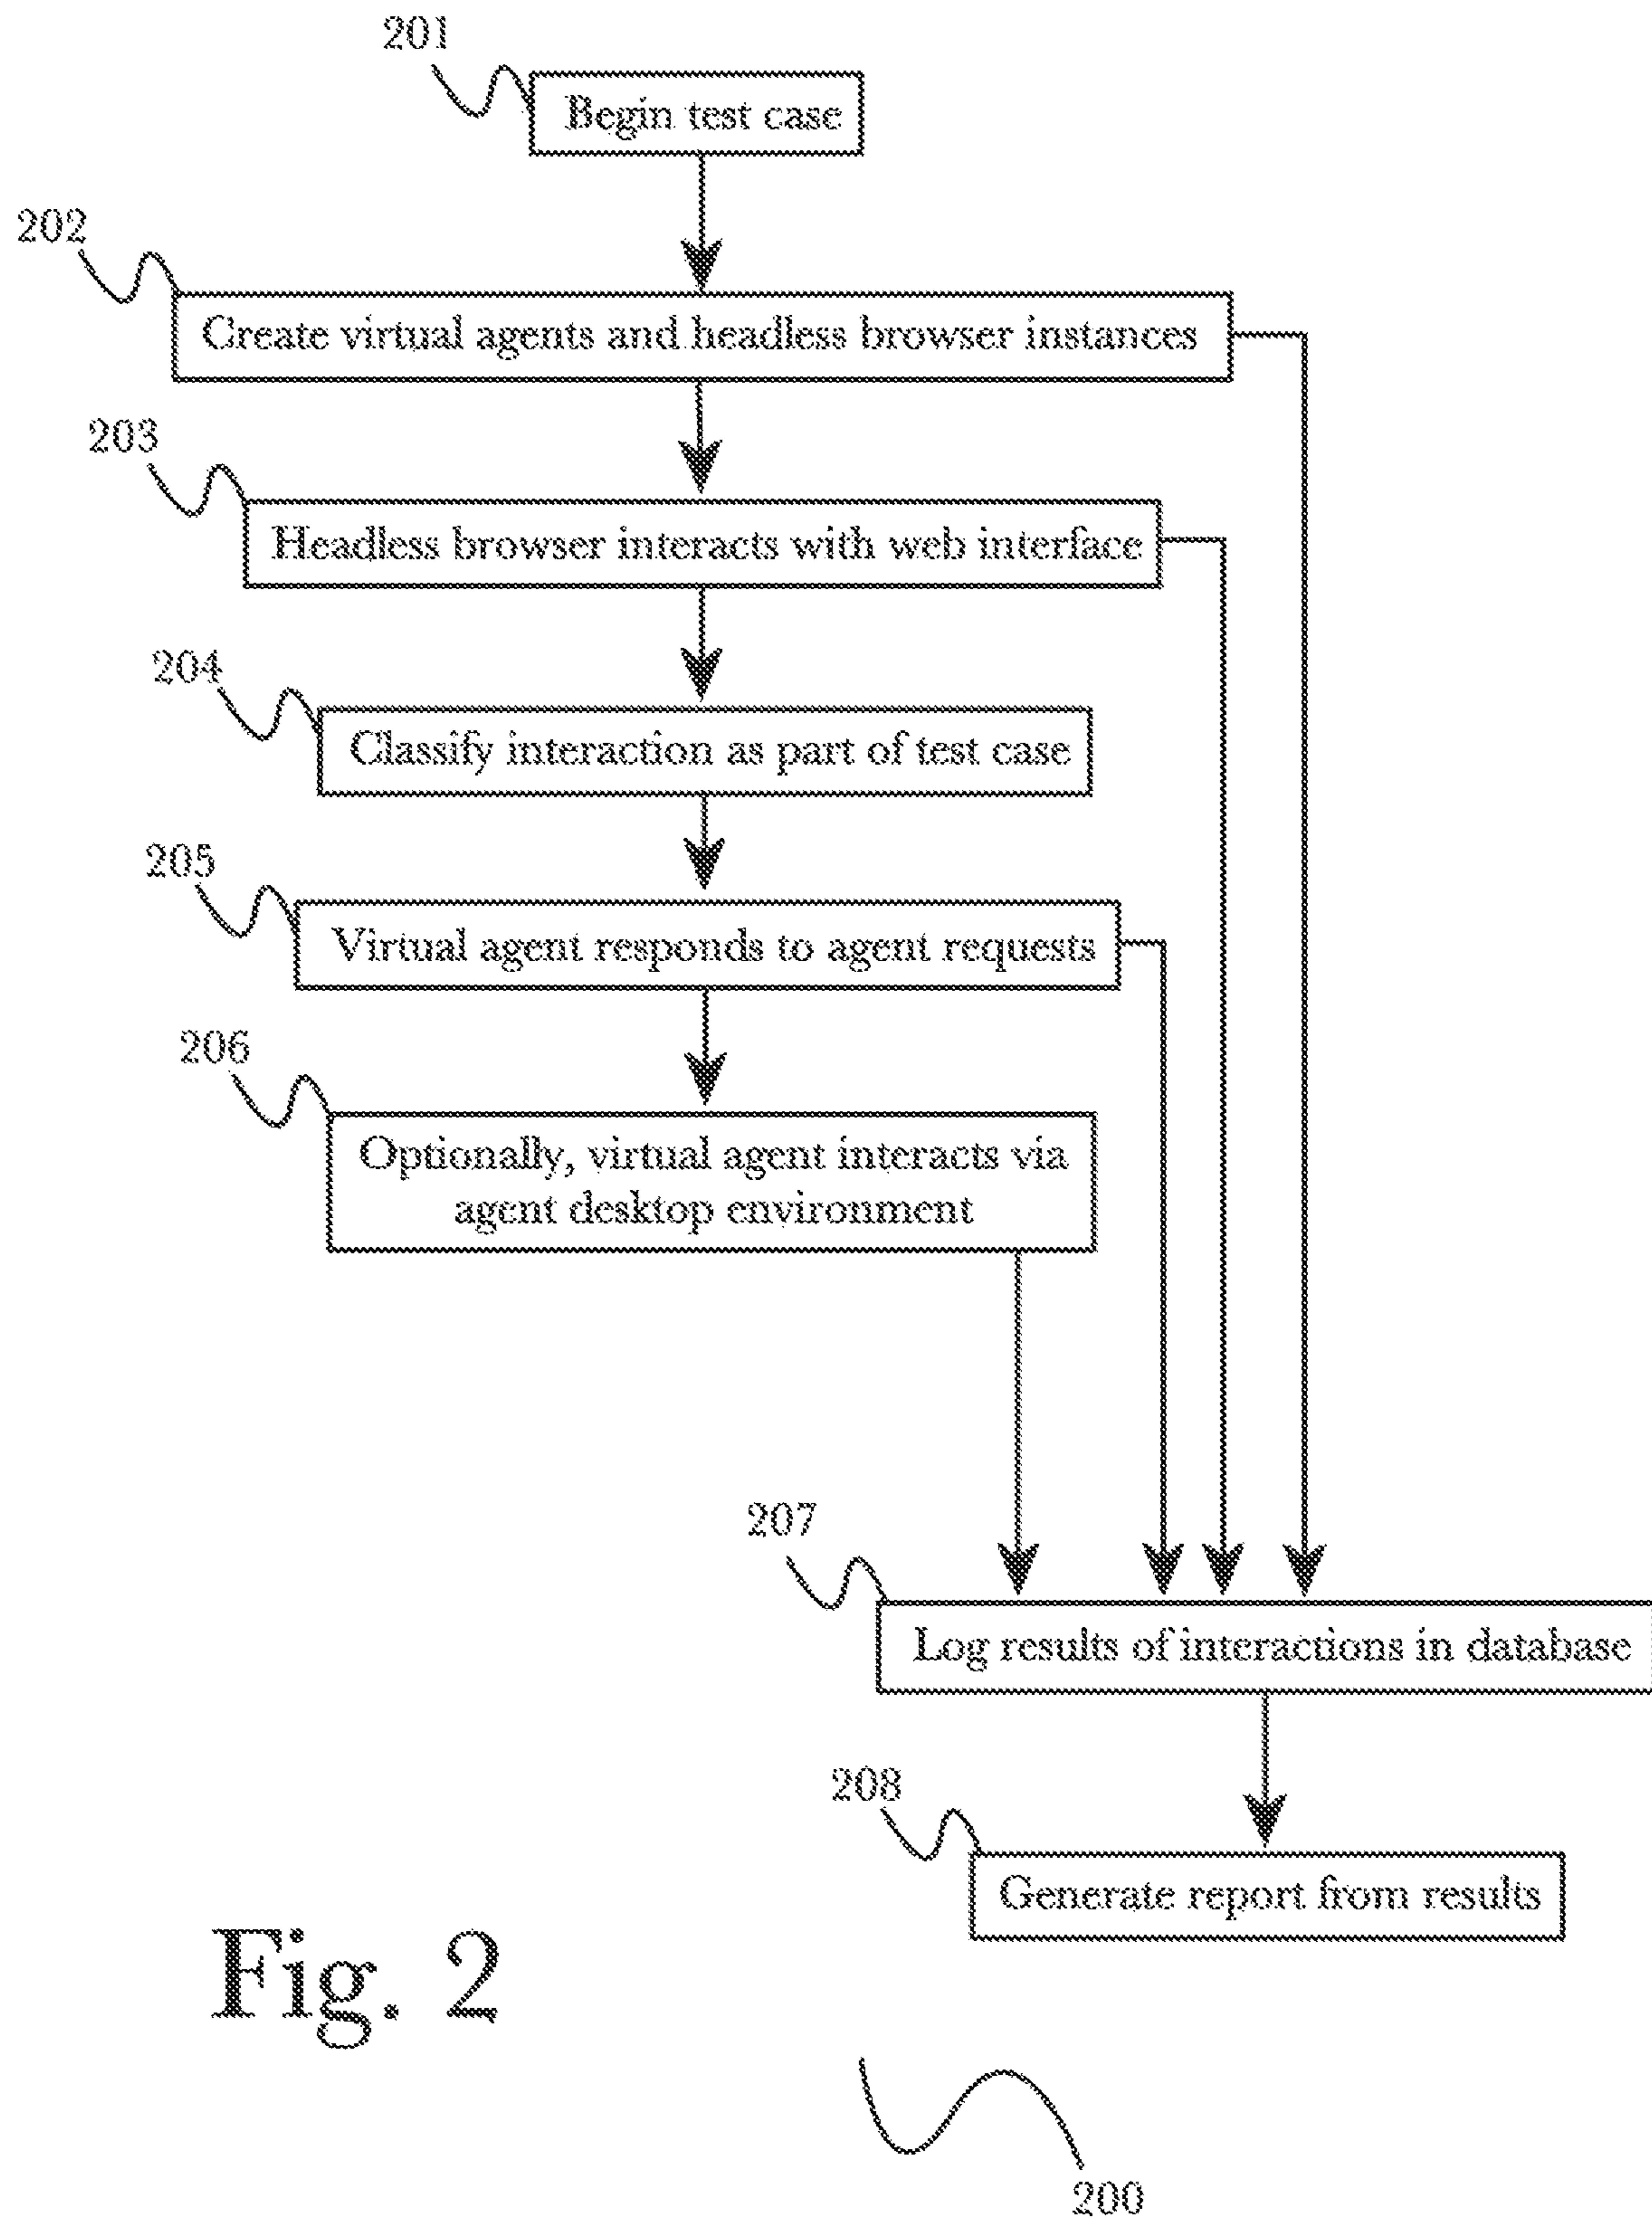 201
Begin test case
202
Create virtual agents and headless browser instances
203
Headless browser interacts with web interface
204
Classify interaction as part of test case
205
Virtual agent responds to agent requests
206
Optionally, virtual agent interacts via
agent desktop environment
207
Log results of interactions in database
208
Generate report from results
Fig. 2
200